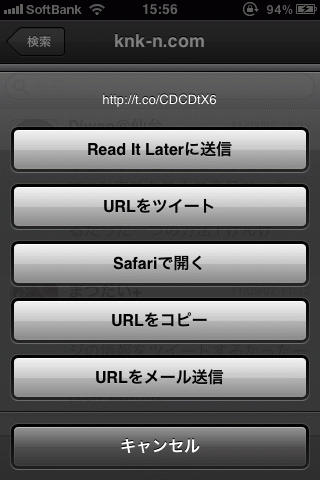 SoftBank 15:56 94%
検索 knk-n.com
http://t.co/CDCDtX6
Read It Laterに送信
URLをツイート
Safariで開く
URLをコピー
URLをメール送信
キャンセル